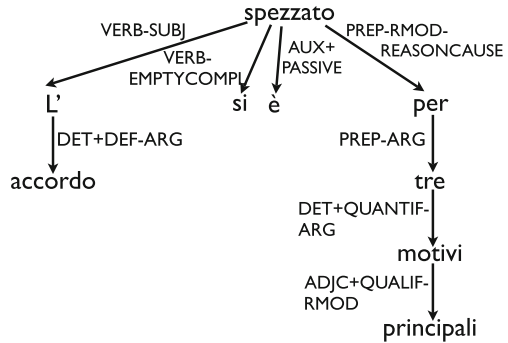 spezzato
VERB-SUBJ
VERB-
EMPTYCOMPL
AUX+
PASSIVE
PREP-RMOD-
REASONCAUSE
L'
si
è
per
DET+DEF-ARG
PREP-ARG
accordo
tre
DET+QUANTIF-
ARG
motivi
ADJC+QUALIF-
RMOD
principali